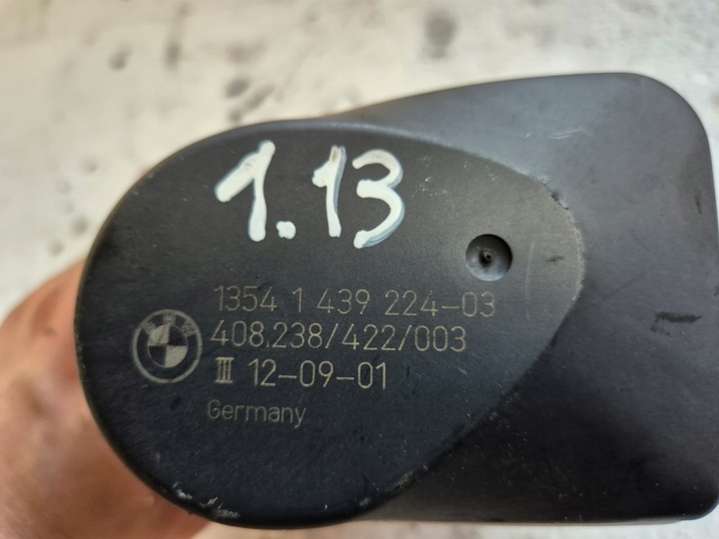 1.13
1354 1 439 224-03
408.238/422/003
III 12-09-01
Germany